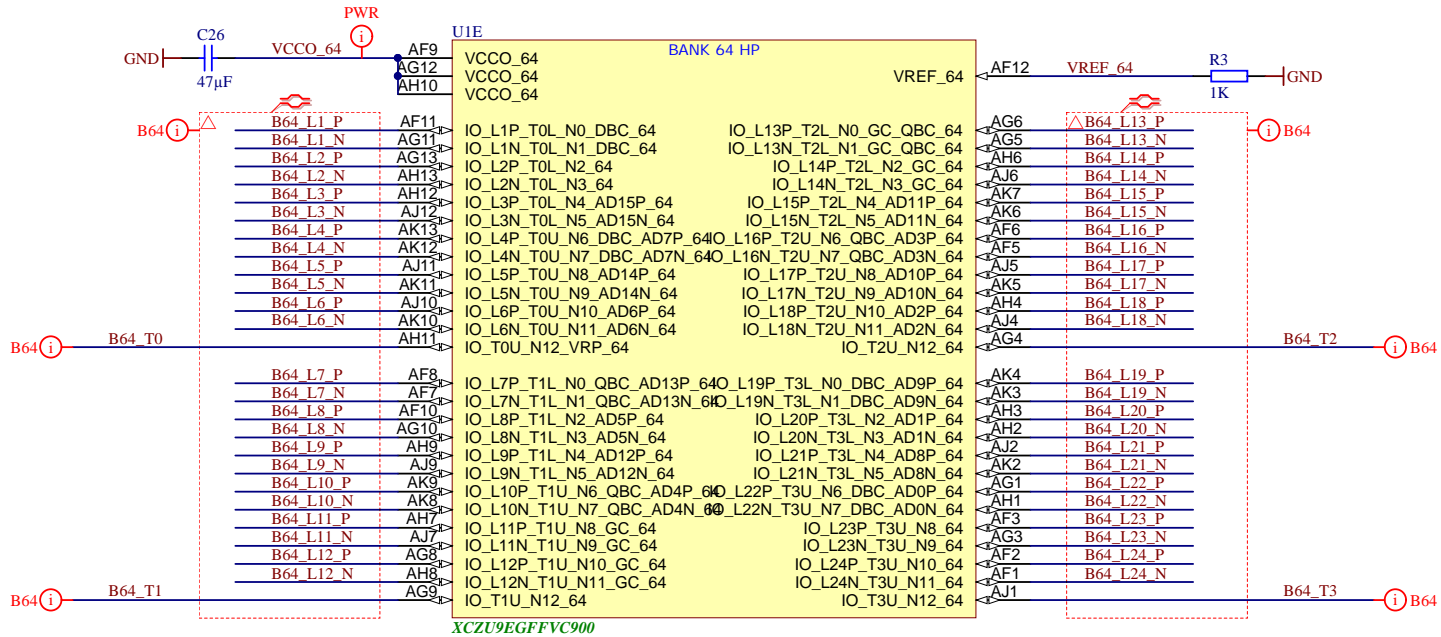 PWR
C26
U1E
BANK 64 HP
GND
VCCO_64
AF9
VCCO_64
47µF
AG12
VCCO_64
AH10
VCCO_64
VREF_64
AF12
VREF_64
R3
GND
1K
B64
B64_L1_P AF11 IO_L1P_T0L_N0_DBC_64 IO_L13P_T2L_N0_GC_QBC_64 AG6 B64_L13_P
B64
B64_L1_N AG11 IO_L1N_T0L_N1_DBC_64 IO_L13N_T2L_N1_GC_QBC_64 AG5 B64_L13_N
B64_L2_P AG13 IO_L2P_T0L_N2_64 IO_L14P_T2L_N2_GC_64 AH6 B64_L14_P
B64_L2_N AH13 IO_L2N_T0L_N3_64 IO_L14N_T2L_N3_GC_64 AJ6 B64_L14_N
B64_L3_P AH12 IO_L3P_T0L_N4_AD15P_64 IO_L15P_T2L_N4_AD11P_64 AK7 B64_L15_P
B64_L3_N AJ12 IO_L3N_T0L_N5_AD15N_64 IO_L15N_T2L_N5_AD11N_64 AK6 B64_L15_N
B64_L4_P AK13 IO_L4P_T0U_N6_DBC_AD7P_64 IO_L16P_T2U_N6_QBC_AD3P_64 AF6 B64_L16_P
B64_L4_N AK12 IO_L4N_T0U_N7_DBC_AD7N_64 IO_L16N_T2U_N7_QBC_AD3N_64 AF5 B64_L16_N
B64_L5_P AJ11 IO_L5P_T0U_N8_AD14P_64 IO_L17P_T2U_N8_AD10P_64 AJ5 B64_L17_P
B64_L5_N AK11 IO_L5N_T0U_N9_AD14N_64 IO_L17N_T2U_N9_AD10N_64 AK5 B64_L17_N
B64_L6_P AJ10 IO_L6P_T0U_N10_AD6P_64 IO_L18P_T2U_N10_AD2P_64 AH4 B64_L18_P
B64_L6_N AK10 IO_L6N_T0U_N11_AD6N_64 IO_L18N_T2U_N11_AD2N_64 AJ4 B64_L18_N
B64 B64_T0 AH11 IO_T0U_N12_VRP_64 IO_T2U_N12_64 AG4 B64_T2 B64
B64_L7_P AF8 IO_L7P_T1L_N0_QBC_AD13P_64 IO_L19P_T3L_N0_DBC_AD9P_64 AK4 B64_L19_P
B64_L7_N AF7 IO_L7N_T1L_N1_QBC_AD13N_64 IO_L19N_T3L_N1_DBC_AD9N_64 AK3 B64_L19_N
B64_L8_P AF10 IO_L8P_T1L_N2_AD5P_64 IO_L20P_T3L_N2_AD1P_64 AH3 B64_L20_P
B64_L8_N AG10 IO_L8N_T1L_N3_AD5N_64 IO_L20N_T3L_N3_AD1N_64 AH2 B64_L20_N
B64_L9_P AH9 IO_L9P_T1L_N4_AD12P_64 IO_L21P_T3L_N4_AD8P_64 AJ2 B64_L21_P
B64_L9_N AJ9 IO_L9N_T1L_N5_AD12N_64 IO_L21N_T3L_N5_AD8N_64 AK2 B64_L21_N
B64_L10_P AK9 IO_L10P_T1U_N6_QBC_AD4P_64 IO_L22P_T3U_N6_DBC_AD0P_64 AG1 B64_L22_P
B64_L10_N AK8 IO_L10N_T1U_N7_QBC_AD4N_64 IO_L22N_T3U_N7_DBC_AD0N_64 AH1 B64_L22_N
B64_L11_P AH7 IO_L11P_T1U_N8_GC_64 IO_L23P_T3U_N8_64 AF3 B64_L23_P
B64_L11_N AJ7 IO_L11N_T1U_N9_GC_64 IO_L23N_T3U_N9_64 AG3 B64_L23_N
B64_L12_P AG8 IO_L12P_T1U_N10_GC_64 IO_L24P_T3U_N10_64 AF2 B64_L24_P
B64_L12_N AH8 IO_L12N_T1U_N11_GC_64 IO_L24N_T3U_N11_64 AF1 B64_L24_N
B64 B64_T1 AG9 IO_T1U_N12_64 IO_T3U_N12_64 AJ1 B64_T3 B64
XCZU9EGFFVC900